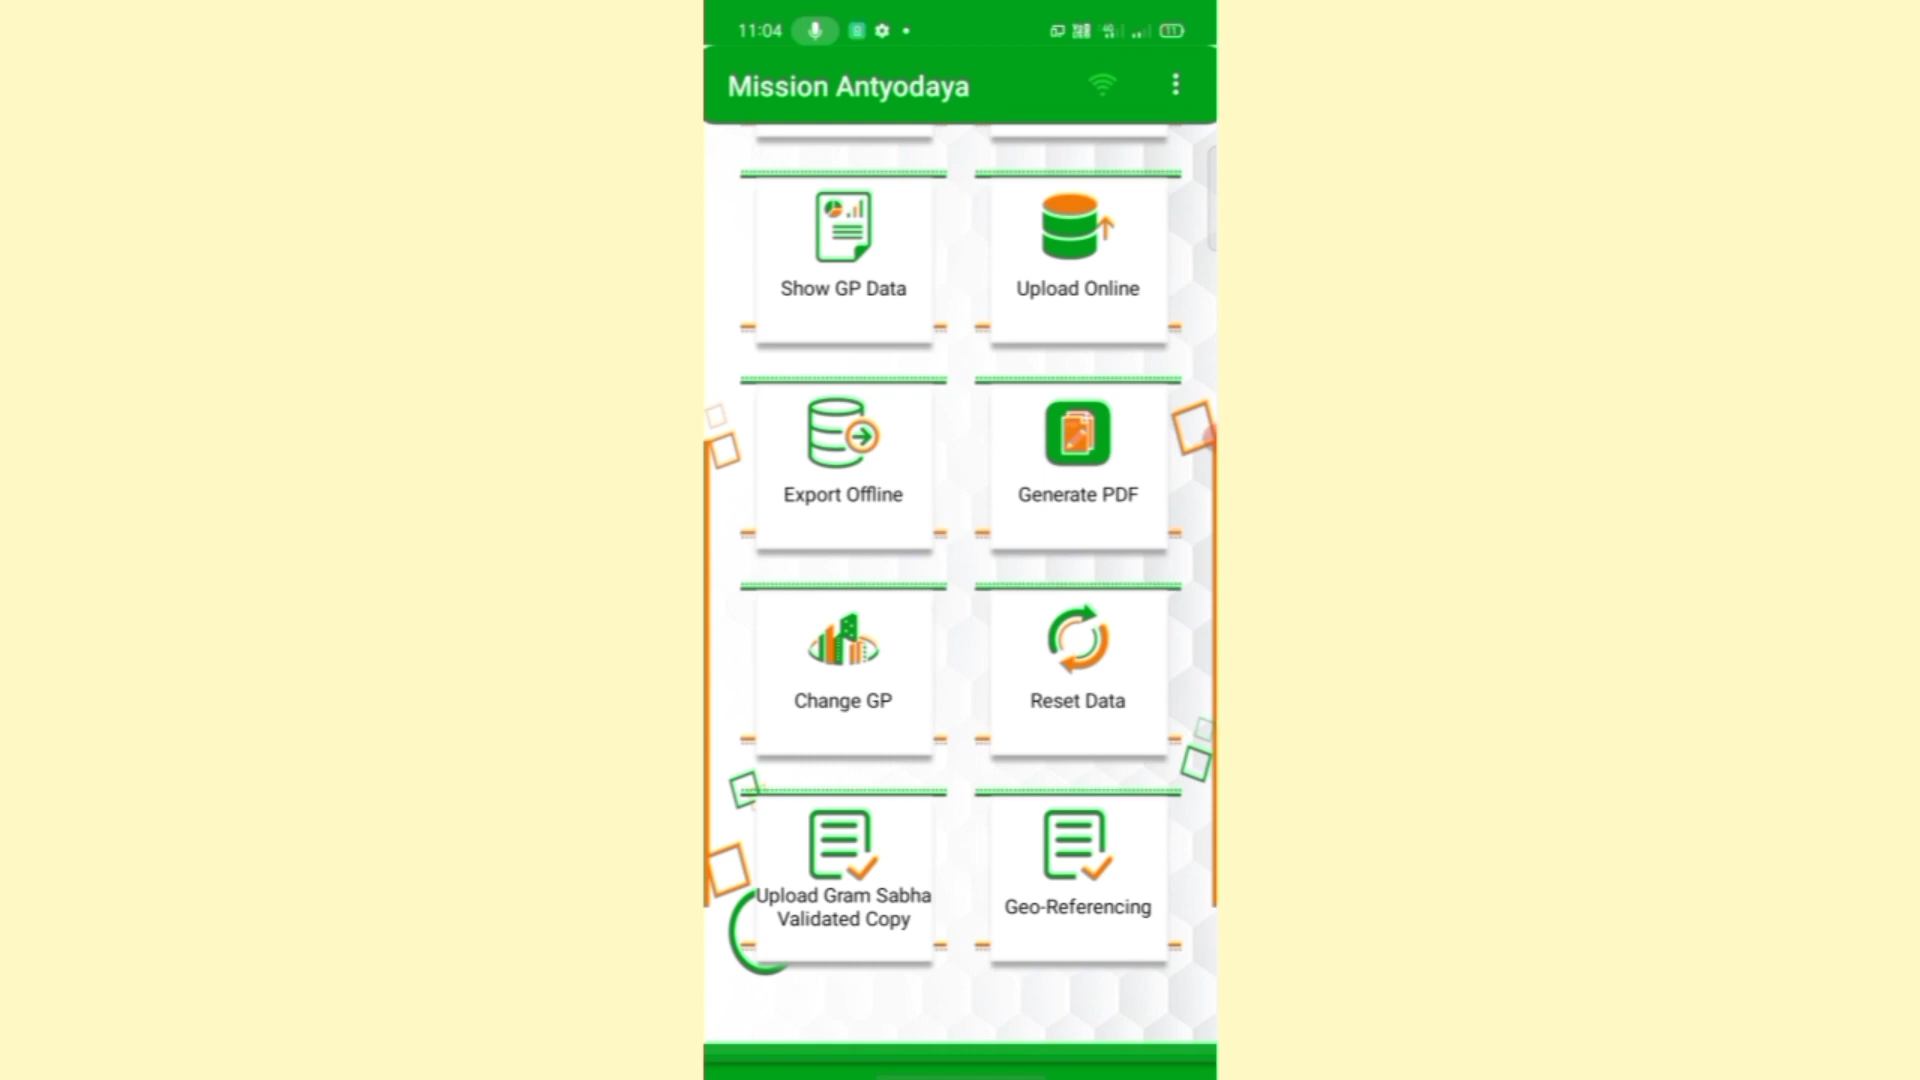 11:04
11
Mission Antyodaya
Show GP Data
Upload Online
Export Offline
Generate PDF
Change GP
Reset Data
Upload Gram Sabha
Validated Copy
Geo-Referencing